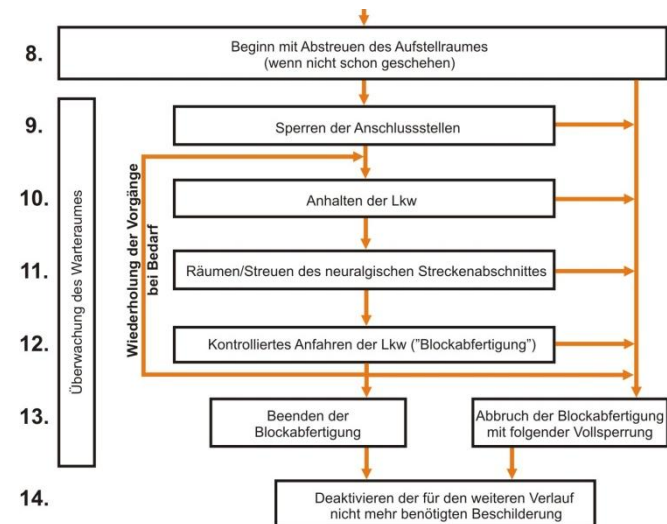 8.
Beginn mit Abstreuen des Aufstellraumes
(wenn nicht schon geschehen)
9.
Sperren der Anschlussstellen
Überwachung des Warteraumes
Wiederholung der Vorgänge
bei Bedarf
10.
Anhalten der Lkw
11.
Räumen/Streuen des neuralgischen Streckenabschnittes
12.
Kontrolliertes Anfahren der Lkw ("Blockabfertigung")
13.
Beenden der
Blockabfertigung
Abbruch der Blockabfertigung
mit folgender Vollsperrung
14.
Deaktivieren der für den weiteren Verlauf
nicht mehr benötigten Beschilderung